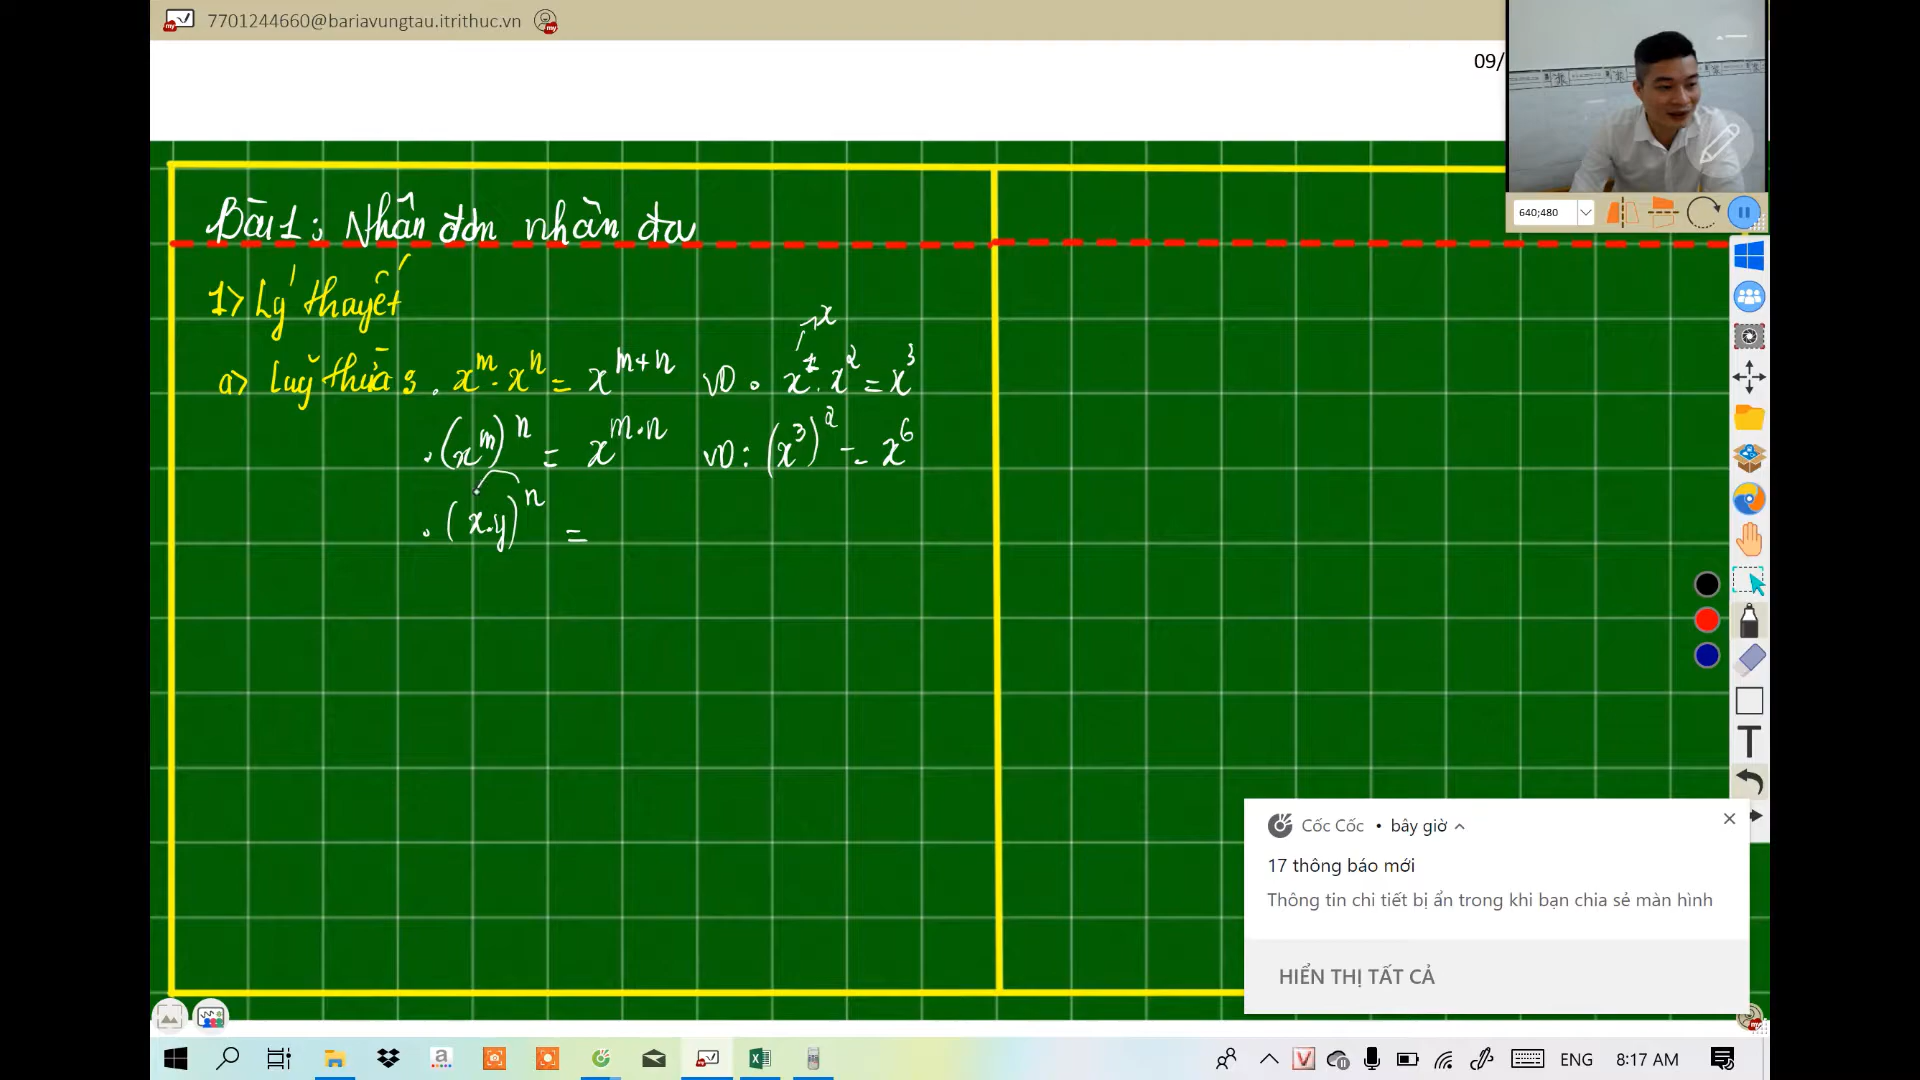 7701244660@bariavungtau.itrithuc.vn
09/
640;480
Bài 1: Nhân đơn nhân đa
1> Lý thuyết
a> Luỹ thừa: . x^m . x^n = x^(m+n) VD . x^1 . x^2 = x^3
x
. (x^m)^n = x^(m.n) VD: (x^3)^2 = x^6
. (x.y)^n =
T
Cốc Cốc • bây giờ
17 thông báo mới
Thông tin chi tiết bị ẩn trong khi bạn chia sẻ màn hình
HIỂN THỊ TẤT CẢ
ENG 8:17 AM